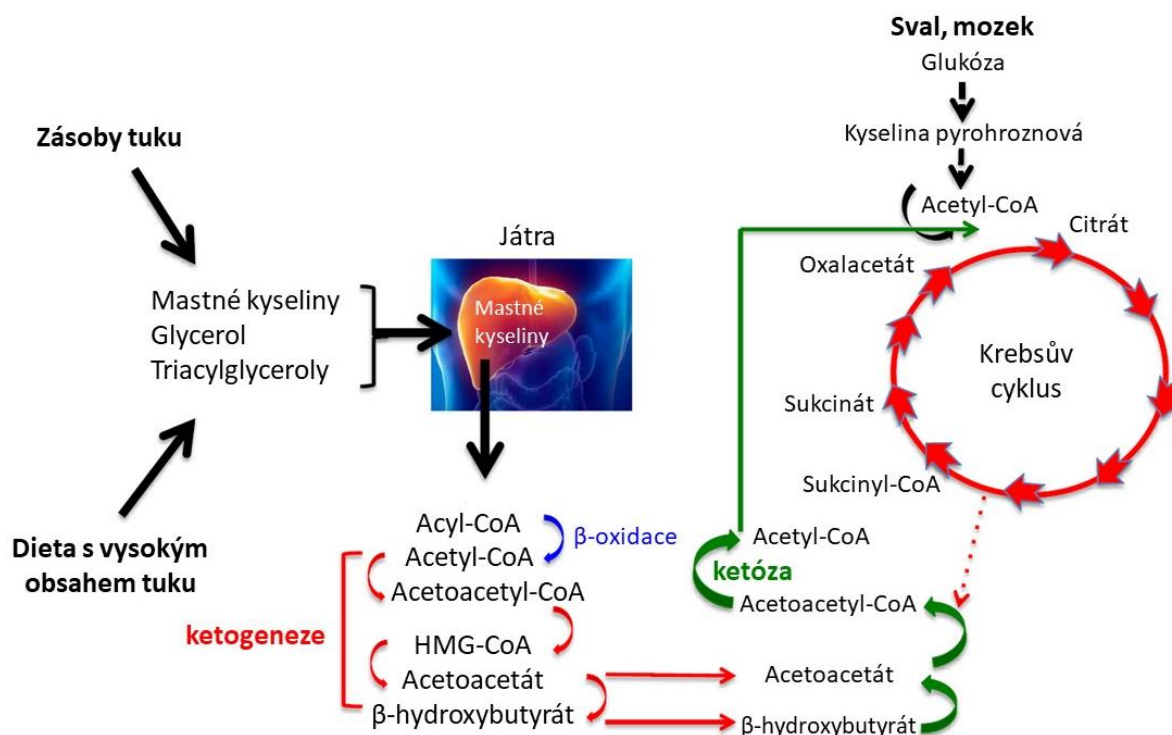 Sval, mozek
Glukóza
Kyselina pyrohroznová
Acetyl-CoA
Citrát
Oxalacetát
Krebsův
cyklus
Sukcinát
Sukcinyl-CoA
Zásoby tuku
Mastné kyseliny
Glycerol
Triacylglyceroly
Dieta s vysokým
obsahem tuku
Játra
Mastné
kyseliny
Acyl-CoA
β-oxidace
Acetyl-CoA
Acetoacetyl-CoA
ketogeneze
HMG-CoA
Acetoacetát
β-hydroxybutyrát
Acetyl-CoA
ketóza
Acetoacetyl-CoA
Acetoacetát
β-hydroxybutyrát